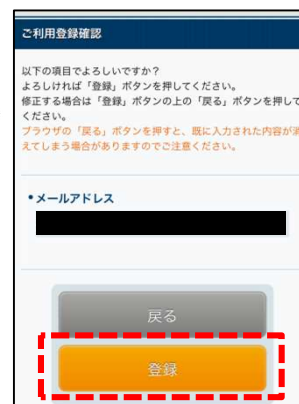 ご利用登録確認
以下の項目でよろしいですか？
よろしければ「登録」ボタンを押してください。
修正する場合は「登録」ボタンの上の「戻る」ボタンを押して
ください。
ブラウザの「戻る」ボタンを押すと、既に入力された内容が消
えてしまう場合がありますのでご注意ください。
•メールアドレス
戻る
登録